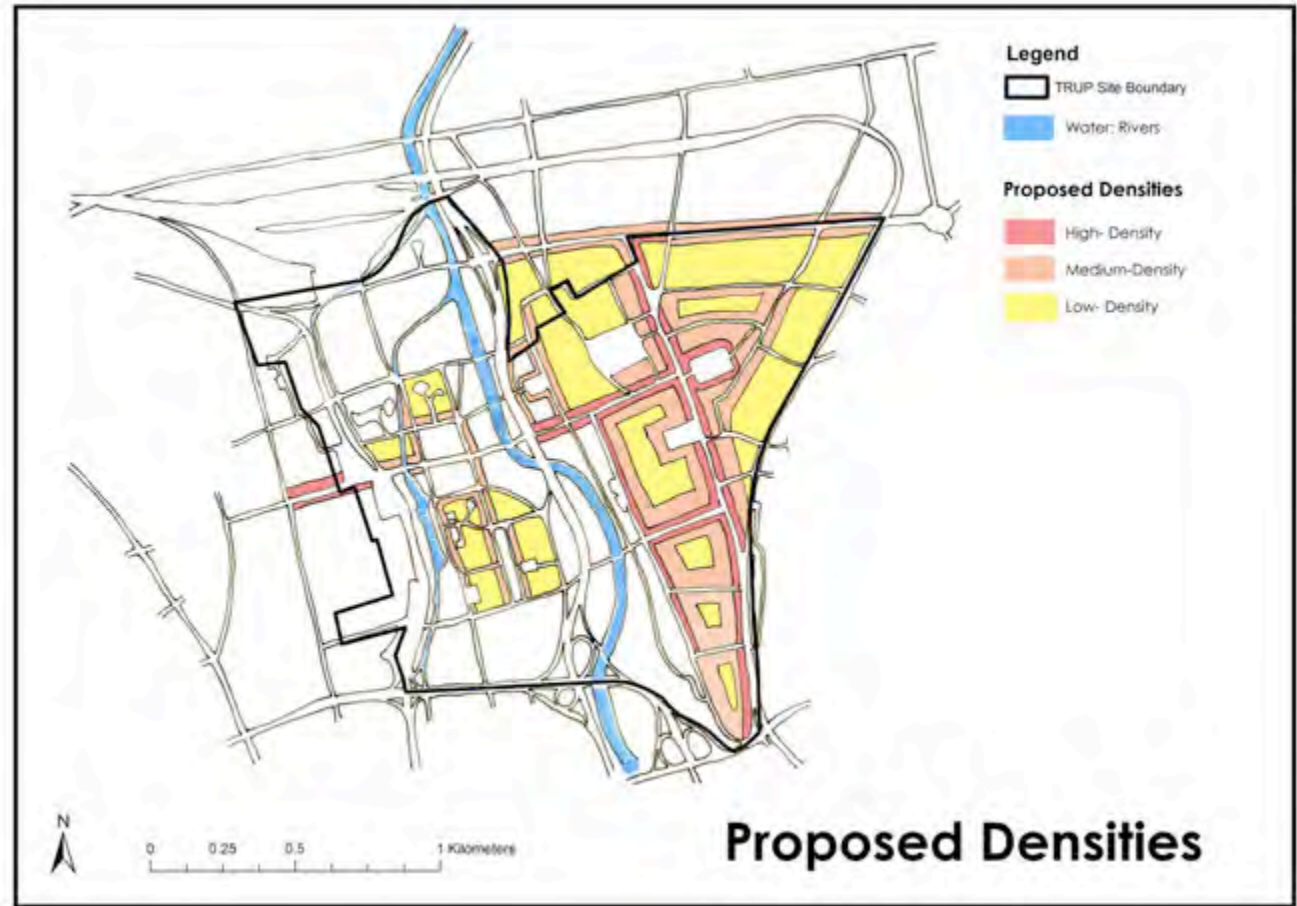 Legend
TRUP Site Boundary
Water: Rivers
Proposed Densities
High- Density
Medium-Density
Low- Density
N
0 0.25 0.5 1 Kilometers
Proposed Densities